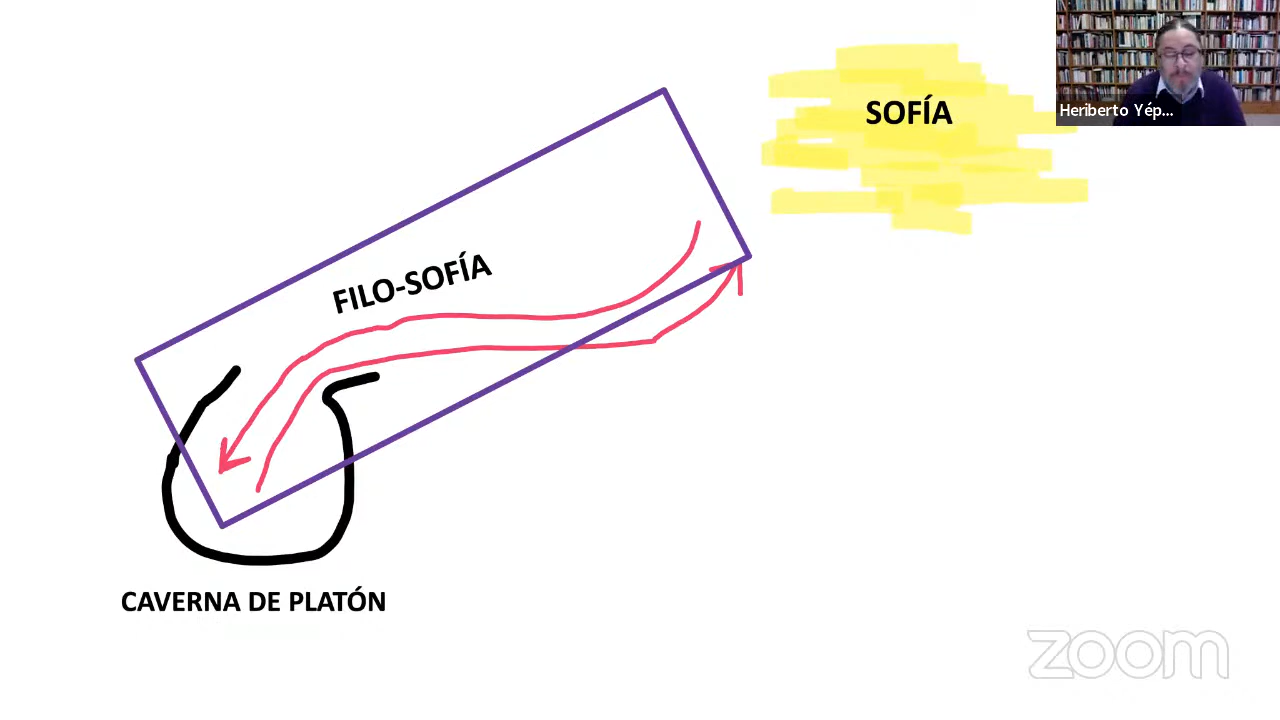 SOFÍA
Heriberto Yép...
FILO-SOFÍA
CAVERNA DE PLATÓN
zoom